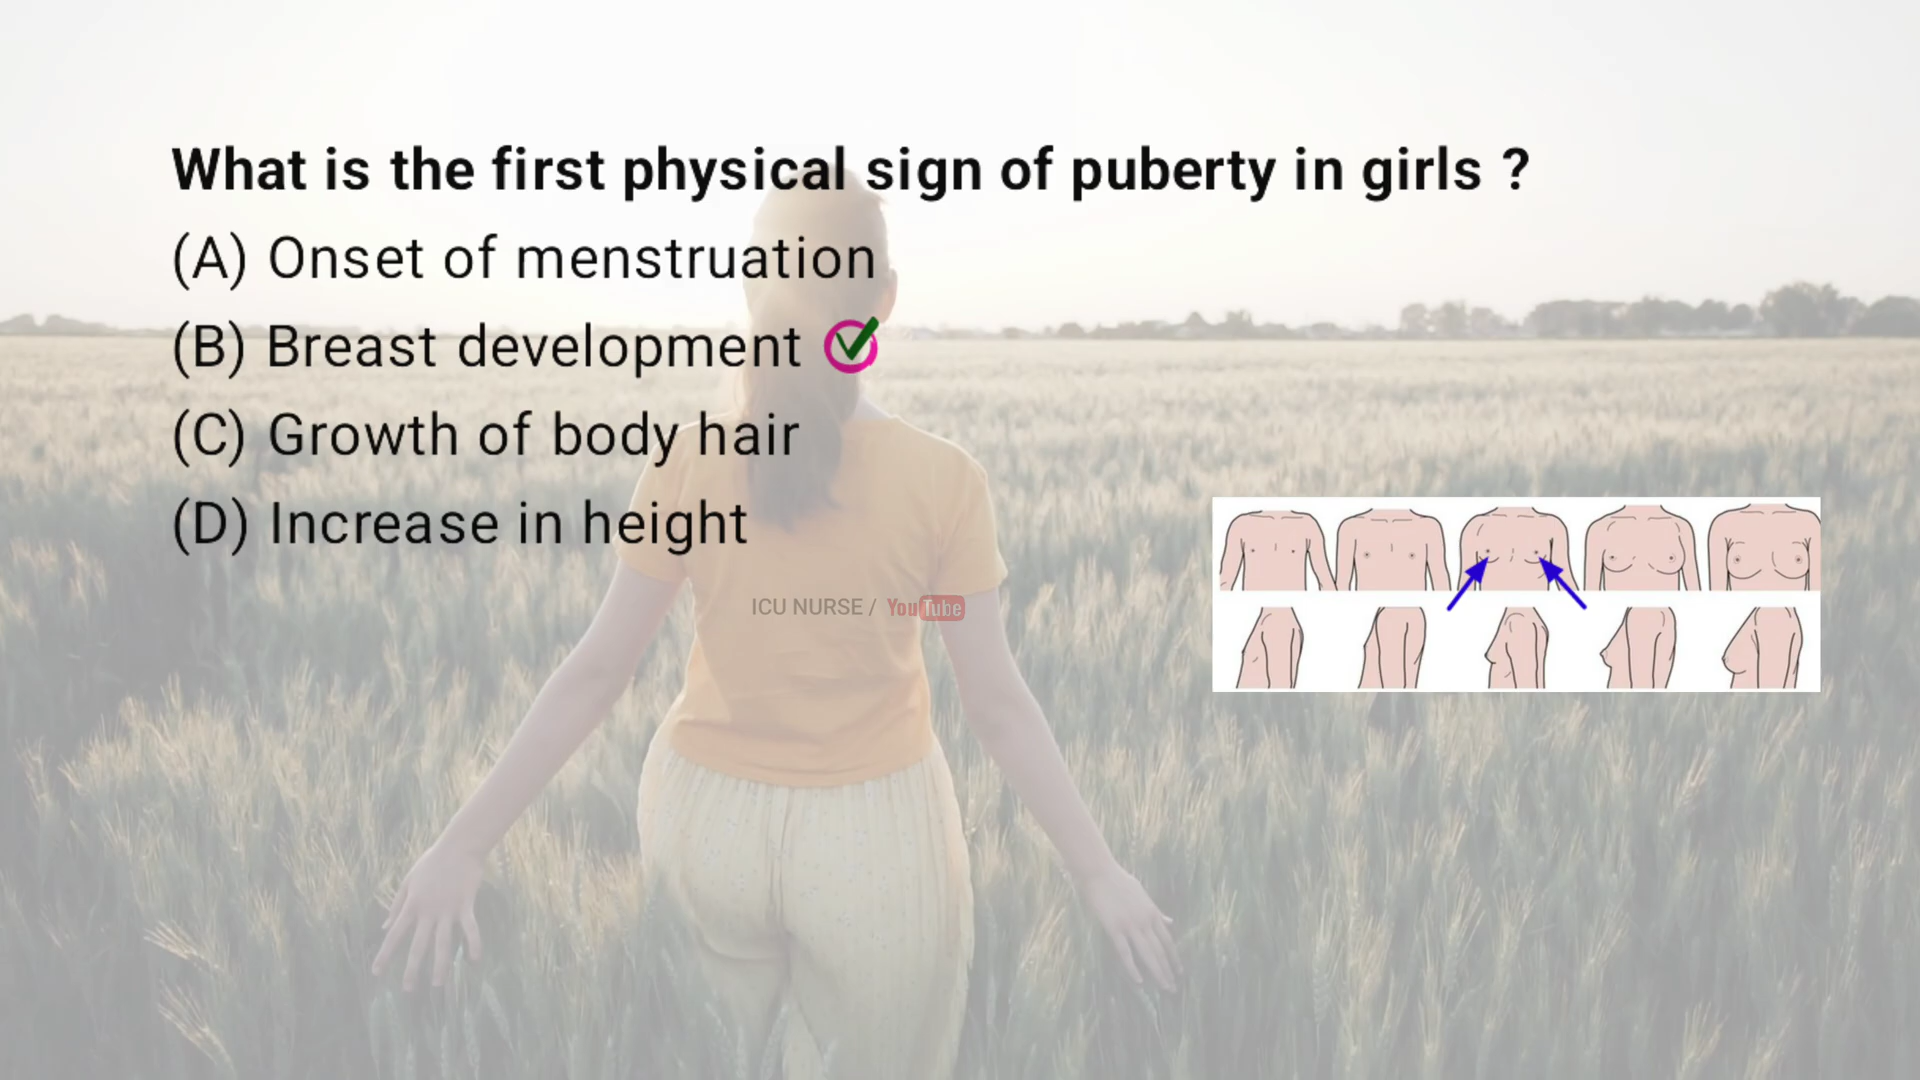 What is the first physical sign of puberty in girls ?
(A) Onset of menstruation
(B) Breast development
(C) Growth of body hair
(D) Increase in height
ICU NURSE / YouTube